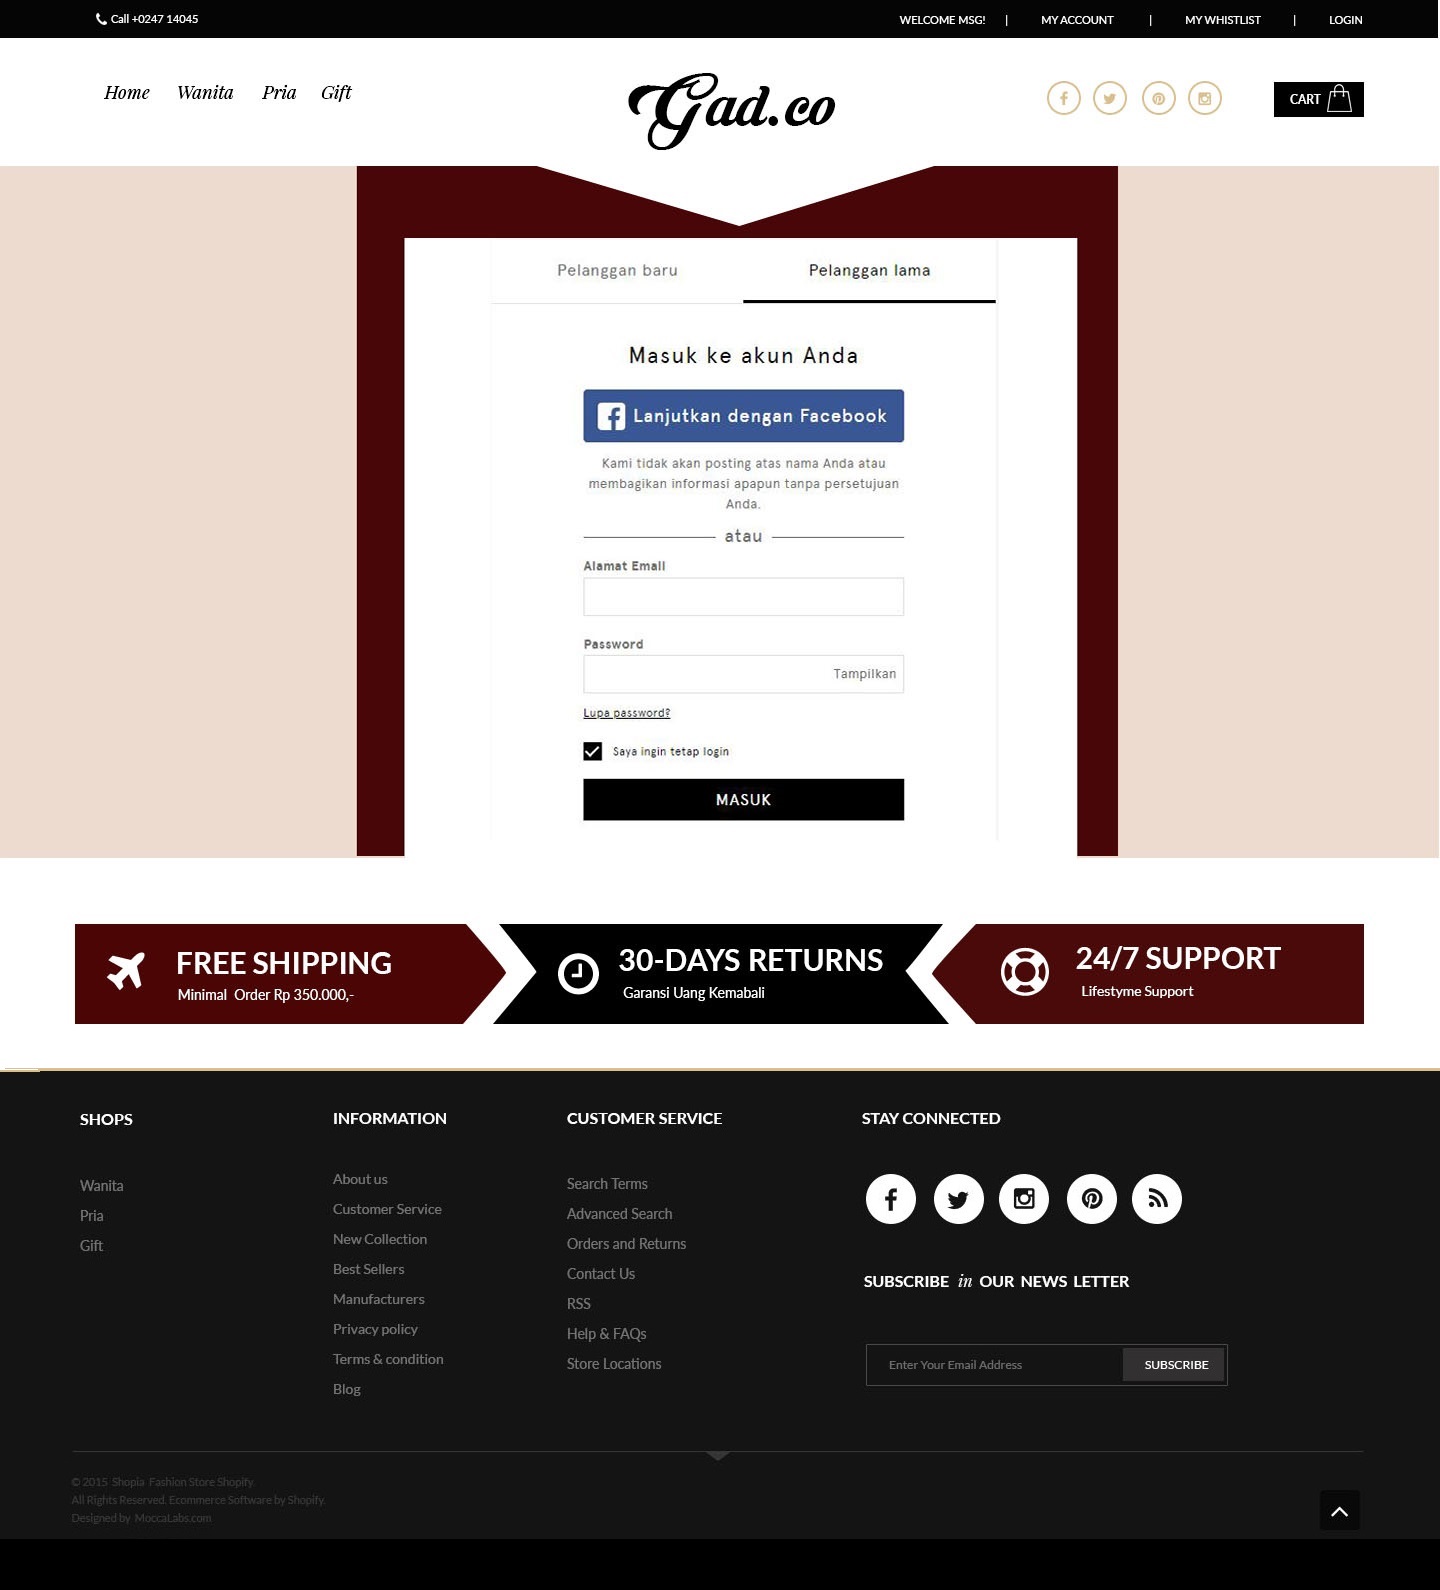 Call +0247 14045
WELCOME MSG! | MY ACCOUNT | MY WHISTLIST | LOGIN
Home Wanita Pria Gift
Gad.co
CART
Pelanggan baru
Pelanggan lama
Masuk ke akun Anda
Lanjutkan dengan Facebook
Kami tidak akan posting atas nama Anda atau
membagikan informasi apapun tanpa persetujuan
Anda.
atau
Alamat Email
Password
Tampilkan
Lupa password?
Saya ingin tetap login
MASUK
FREE SHIPPING
Minimal Order Rp 350.000,-
30-DAYS RETURNS
Garansi Uang Kemabali
24/7 SUPPORT
Lifestyme Support
SHOPS
Wanita
Pria
Gift
INFORMATION
About us
Customer Service
New Collection
Best Sellers
Manufacturers
Privacy policy
Terms & condition
Blog
CUSTOMER SERVICE
Search Terms
Advanced Search
Orders and Returns
Contact Us
RSS
Help & FAQs
Store Locations
STAY CONNECTED
SUBSCRIBE in OUR NEWS LETTER
Enter Your Email Address
SUBSCRIBE
© 2015 Shopia Fashion Store Shopify.
All Rights Reserved. Ecommerce Software by Shopify.
Designed by MoccaLabs.com